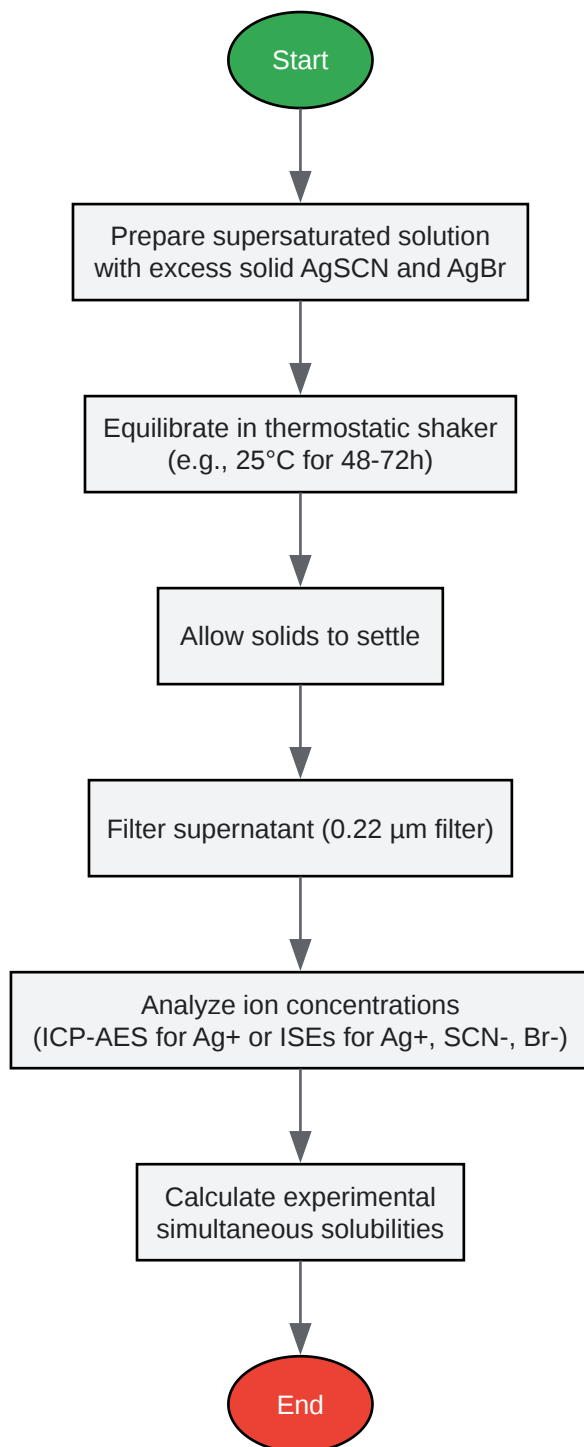 Start
Prepare supersaturated solution
with excess solid AgSCN and AgBr
Equilibrate in thermostatic shaker
(e.g., 25°C for 48-72h)
Allow solids to settle
Filter supernatant (0.22 µm filter)
Analyze ion concentrations
(ICP-AES for Ag+ or ISEs for Ag+, SCN-, Br-)
Calculate experimental
simultaneous solubilities
End